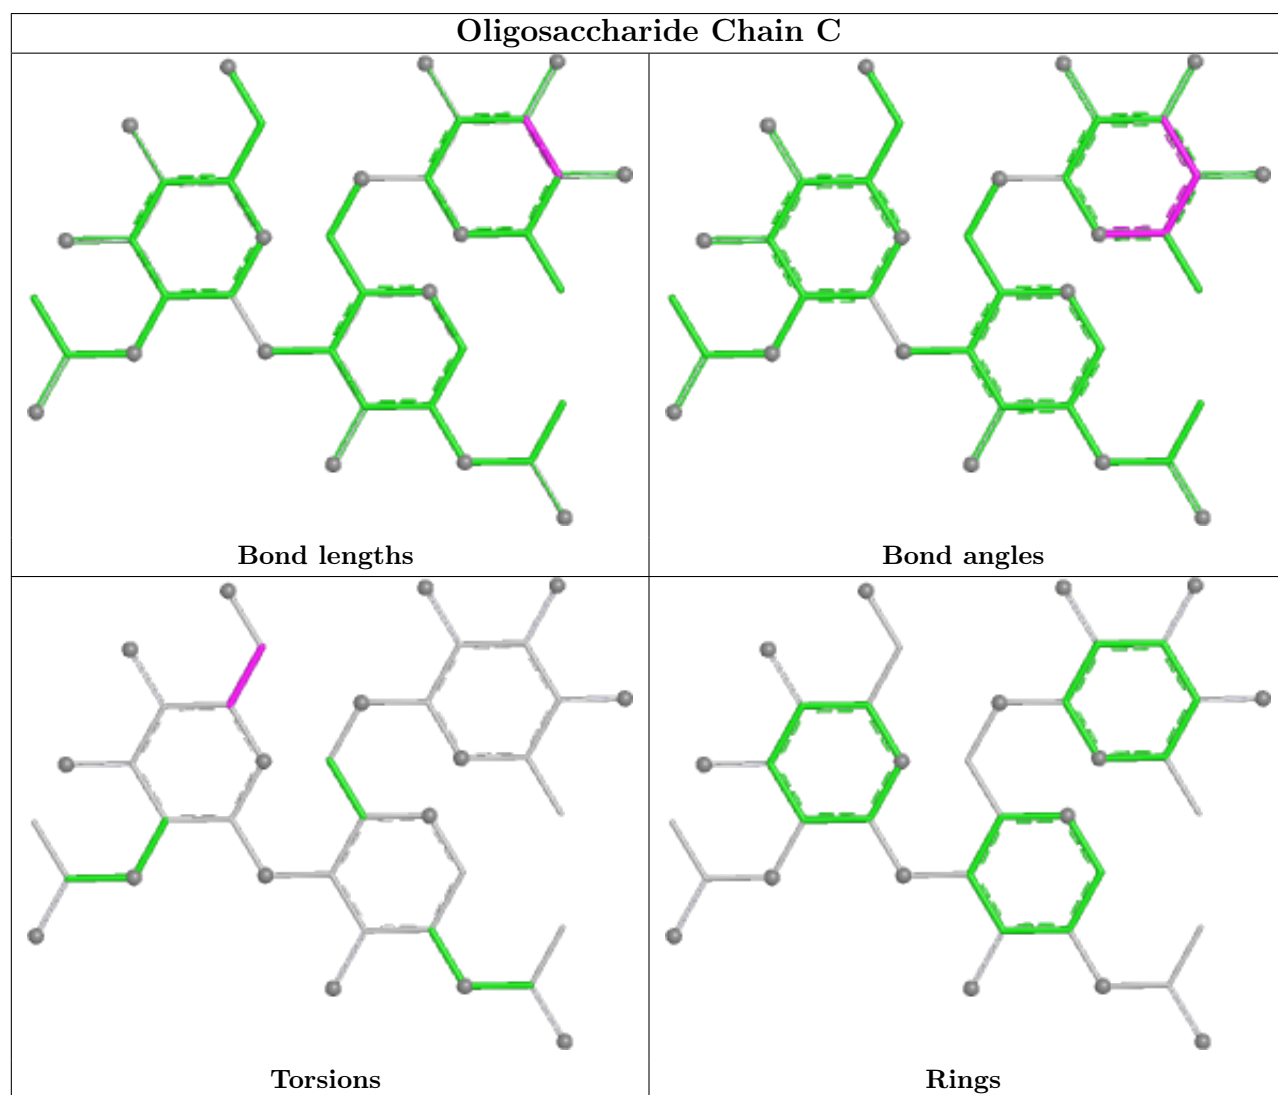 Oligosaccharide Chain C
Bond lengths
Bond angles
Torsions
Rings